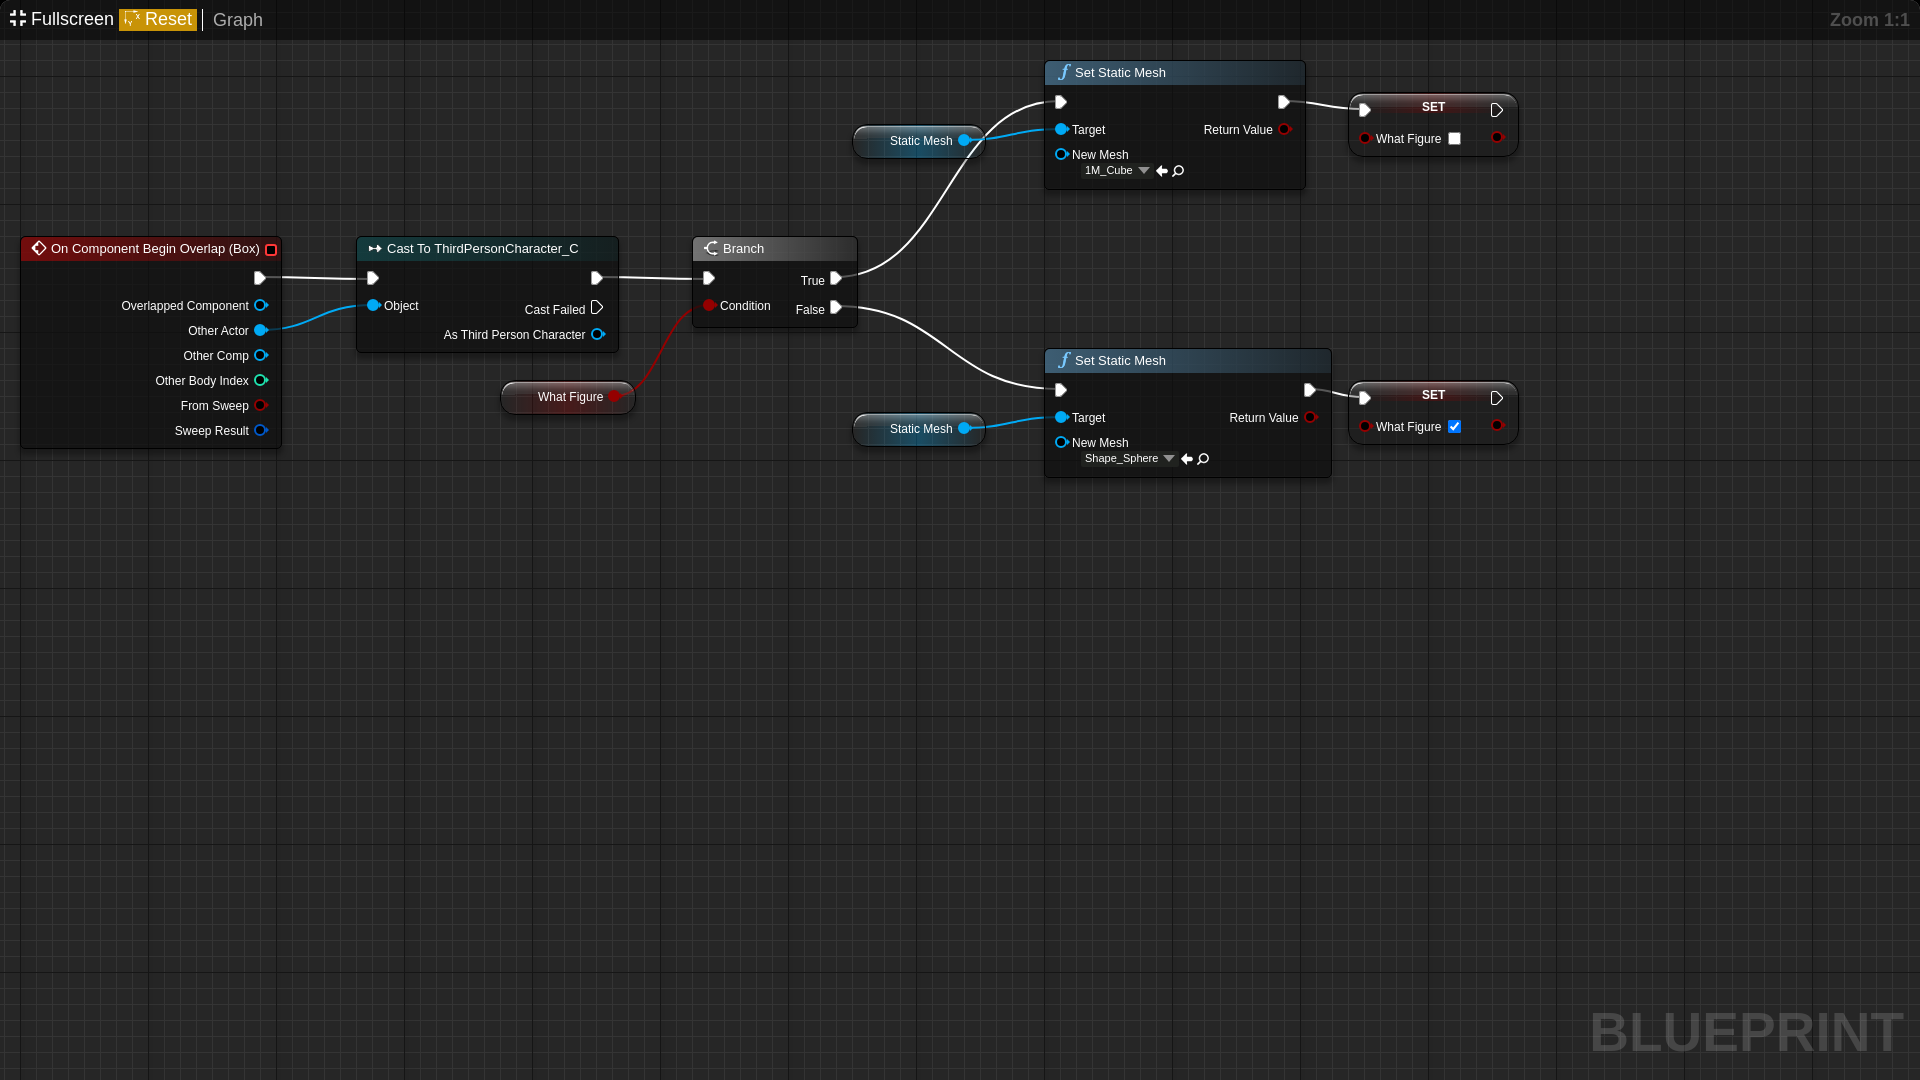 Fullscreen Reset Graph
Zoom 1:1
Set Static Mesh
Target
Return Value
New Mesh
1M_Cube
Static Mesh
SET
What Figure
On Component Begin Overlap (Box)
Overlapped Component
Other Actor
Other Comp
Other Body Index
From Sweep
Sweep Result
Cast To ThirdPersonCharacter_C
Object
Cast Failed
As Third Person Character
Branch
True
Condition
False
What Figure
Set Static Mesh
Target
Return Value
New Mesh
Shape_Sphere
Static Mesh
SET
What Figure
BLUEPRINT